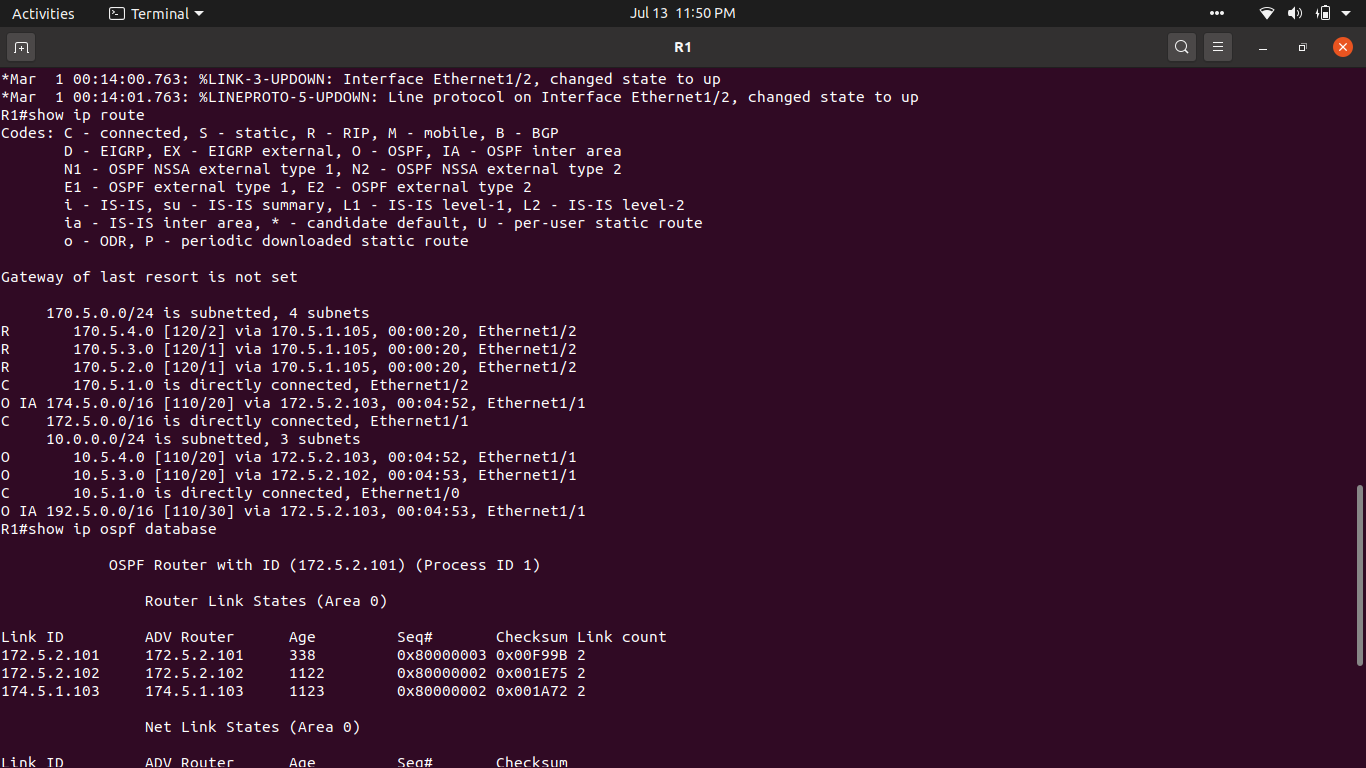 Activities Terminal Jul 13 11:50 PM
R1
*Mar  1 00:14:00.763: %LINK-3-UPDOWN: Interface Ethernet1/2, changed state to up
*Mar  1 00:14:01.763: %LINEPROTO-5-UPDOWN: Line protocol on Interface Ethernet1/2, changed state to up
R1#show ip route
Codes: C - connected, S - static, R - RIP, M - mobile, B - BGP
       D - EIGRP, EX - EIGRP external, O - OSPF, IA - OSPF inter area
       N1 - OSPF NSSA external type 1, N2 - OSPF NSSA external type 2
       E1 - OSPF external type 1, E2 - OSPF external type 2
       i - IS-IS, su - IS-IS summary, L1 - IS-IS level-1, L2 - IS-IS level-2
       ia - IS-IS inter area, * - candidate default, U - per-user static route
       o - ODR, P - periodic downloaded static route
Gateway of last resort is not set
     170.5.0.0/24 is subnetted, 4 subnets
R       170.5.4.0 [120/2] via 170.5.1.105, 00:00:20, Ethernet1/2
R       170.5.3.0 [120/1] via 170.5.1.105, 00:00:20, Ethernet1/2
R       170.5.2.0 [120/1] via 170.5.1.105, 00:00:20, Ethernet1/2
C       170.5.1.0 is directly connected, Ethernet1/2
O IA 174.5.0.0/16 [110/20] via 172.5.2.103, 00:04:52, Ethernet1/1
C    172.5.0.0/16 is directly connected, Ethernet1/1
     10.0.0.0/24 is subnetted, 3 subnets
O       10.5.4.0 [110/20] via 172.5.2.103, 00:04:52, Ethernet1/1
O       10.5.3.0 [110/20] via 172.5.2.102, 00:04:53, Ethernet1/1
C       10.5.1.0 is directly connected, Ethernet1/0
O IA 192.5.0.0/16 [110/30] via 172.5.2.103, 00:04:53, Ethernet1/1
R1#show ip ospf database
            OSPF Router with ID (172.5.2.101) (Process ID 1)
                Router Link States (Area 0)
Link ID         ADV Router      Age         Seq#       Checksum Link count
172.5.2.101     172.5.2.101     338         0x80000003 0x00F99B 2
172.5.2.102     172.5.2.102     1122        0x80000002 0x001E75 2
174.5.1.103     174.5.1.103     1123        0x80000002 0x001A72 2
                Net Link States (Area 0)
Link ID         ADV Router      Age         Seq#       Checksum